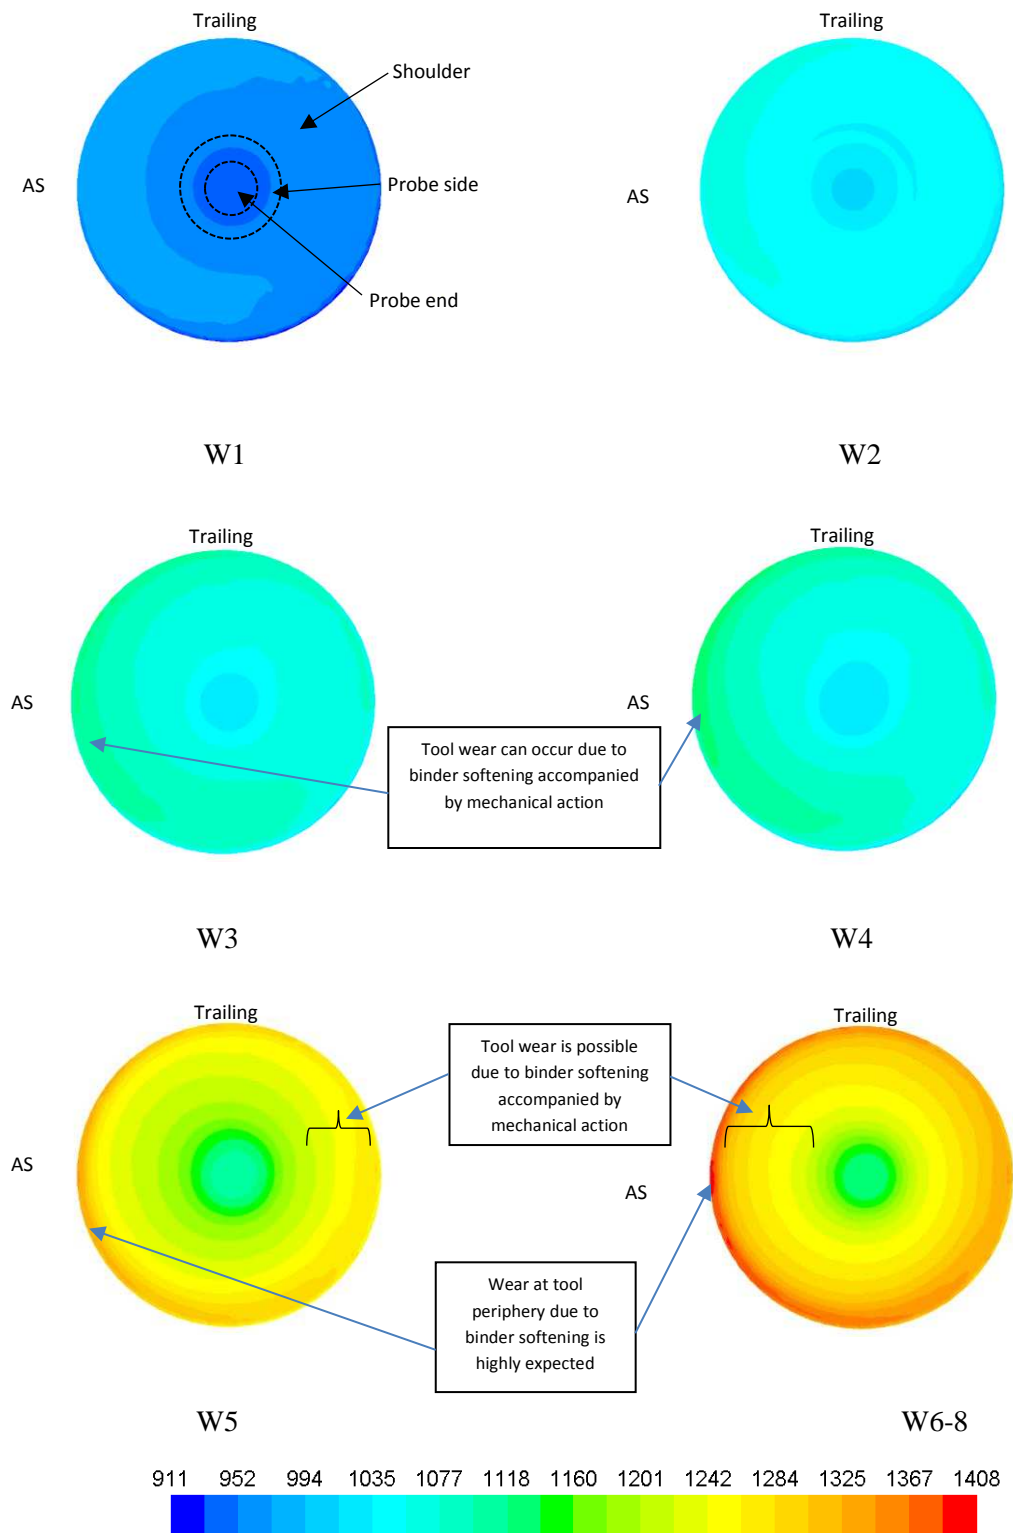 Trailing
Trailing
Shoulder
AS
Probe side
AS
Probe end
W1
W2
Trailing
Trailing
AS
AS
Tool wear can occur due to
binder softening accompanied
by mechanical action
W3
W4
Trailing
Trailing
Tool wear is possible
due to binder softening
accompanied by
mechanical action
AS
AS
Wear at tool
periphery due to
binder softening is
highly expected
W5
W6-8
911 952 994 1035 1077 1118 1160 1201 1242 1284 1325 1367 1408